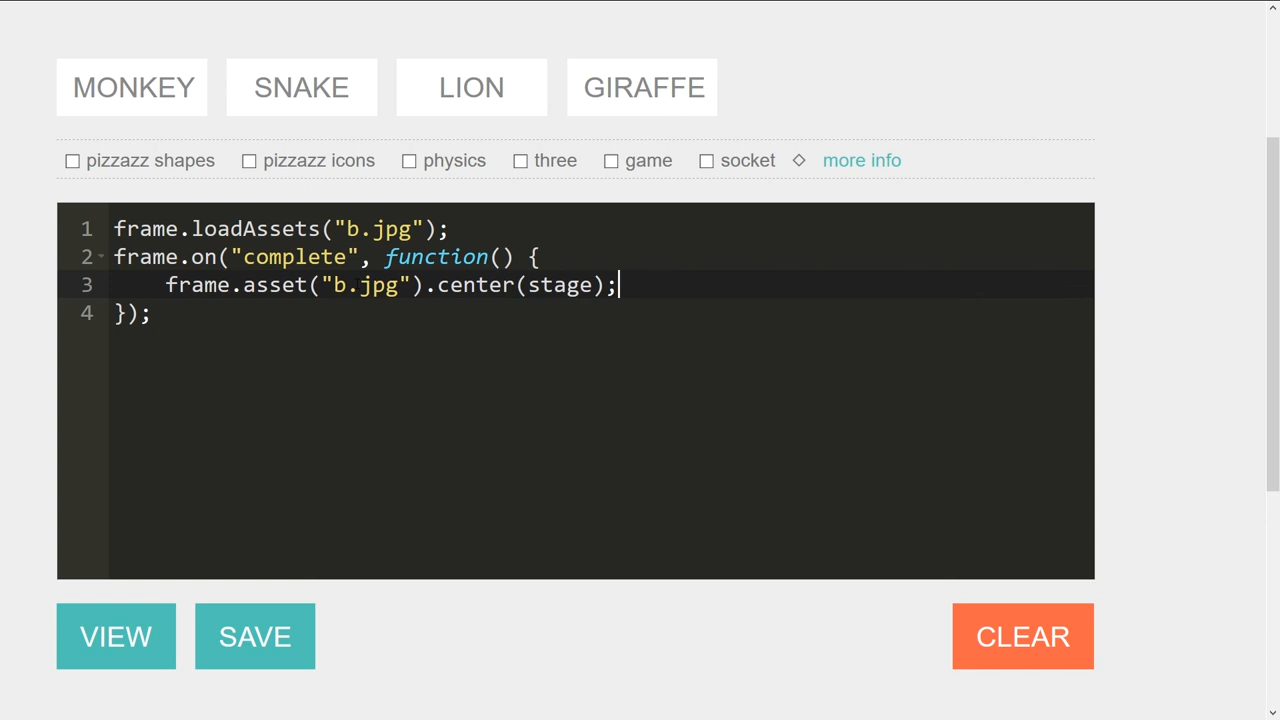 MONKEY SNAKE LION GIRAFFE
pizzazz shapes pizzazz icons physics three game socket more info
1 frame.loadAssets("b.jpg");
2 frame.on("complete", function() {
3 frame.asset("b.jpg").center(stage);
4 });
VIEW SAVE CLEAR